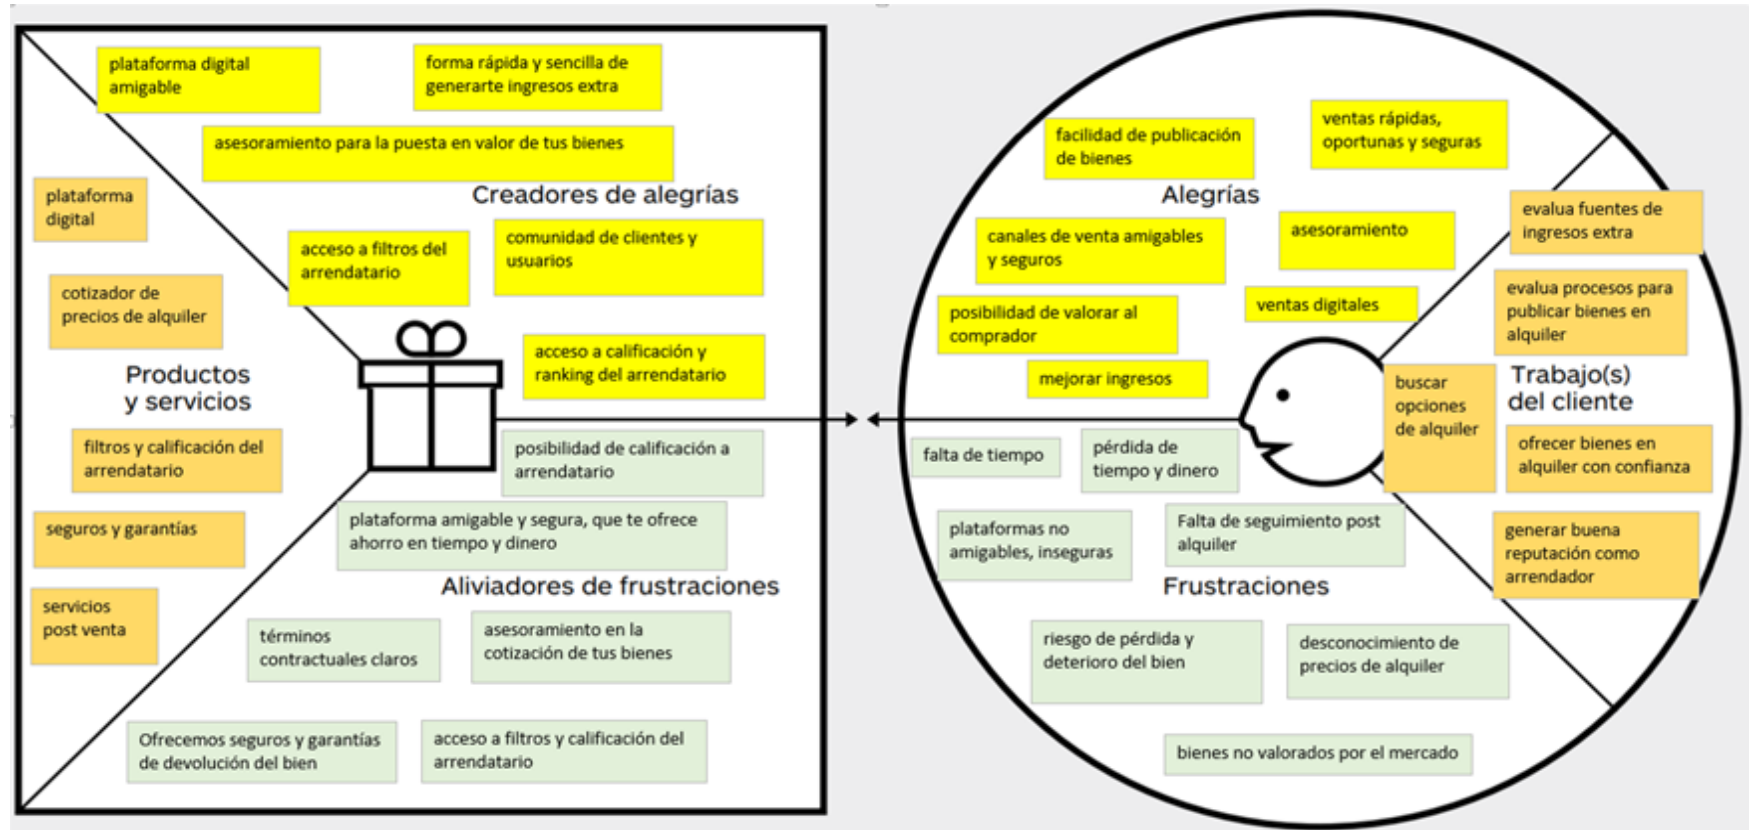 plataforma digital
amigable
forma rápida y sencilla de
generarte ingresos extra
asesoramiento para la puesta en valor de tus bienes
Creadores de alegrías
plataforma
digital
acceso a filtros del
arrendatario
comunidad de clientes y
usuarios
cotizador de
precios de alquiler
acceso a calificación y
ranking del arrendatario
Productos
y servicios
filtros y calificación del
arrendatario
seguros y garantías
servicios
post venta
posibilidad de calificación a
arrendatario
plataforma amigable y segura, que te ofrece
ahorro en tiempo y dinero
Aliviadores de frustraciones
términos
contractuales claros
asesoramiento en la
cotización de tus bienes
Ofrecemos seguros y garantías
de devolución del bien
acceso a filtros y calificación del
arrendatario
facilidad de publicación
de bienes
ventas rápidas,
oportunas y seguras
Alegrías
canales de venta amigables
y seguros
asesoramiento
posibilidad de valorar al
comprador
ventas digitales
mejorar ingresos
evalua fuentes de
ingresos extra
evalua procesos para
publicar bienes en
alquiler
buscar
opciones
de alquiler
Trabajo(s)
del cliente
ofrecer bienes en
alquiler con confianza
generar buena
reputación como
arrendador
falta de tiempo
pérdida de
tiempo y dinero
plataformas no
amigables, inseguras
Falta de seguimiento post
alquiler
Frustraciones
riesgo de pérdida y
deterioro del bien
desconocimiento de
precios de alquiler
bienes no valorados por el mercado